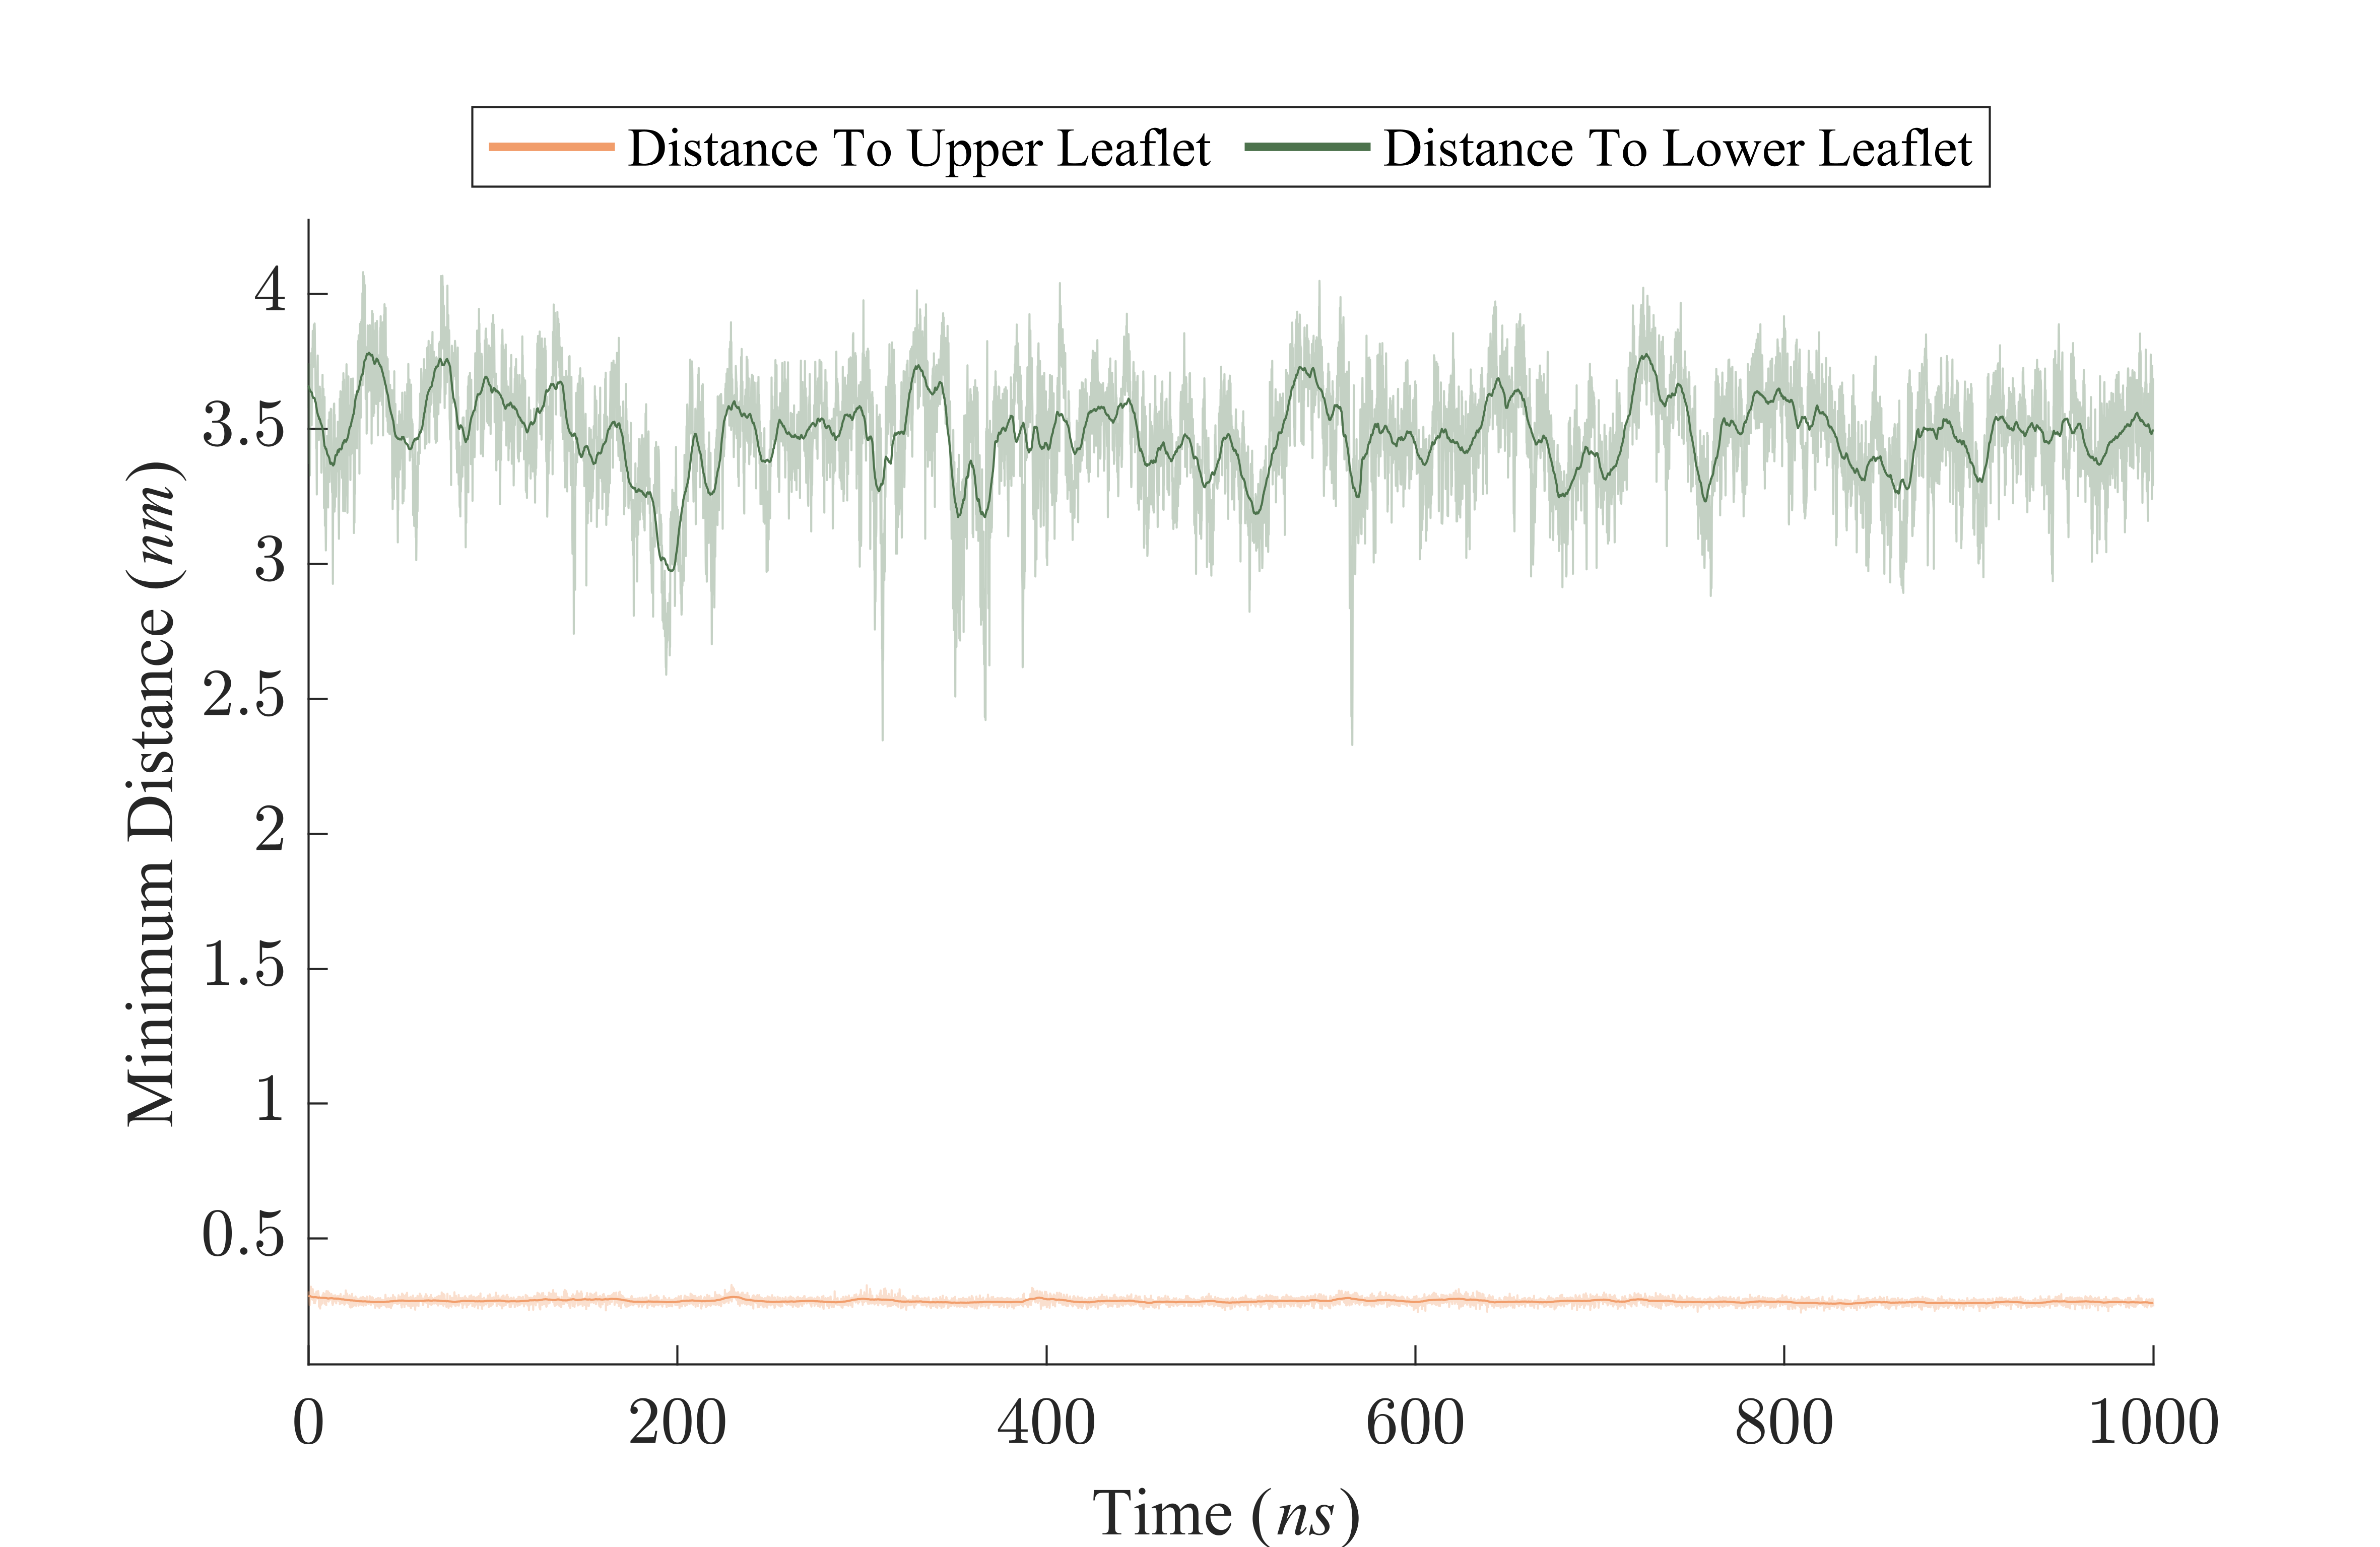 Distance To Upper Leaflet Distance To Lower Leaflet
4
3.5
3
2.5
2
1.5
1
0.5
Minimum Distance (nm)
0 200 400 600 800 1000
Time (ns)